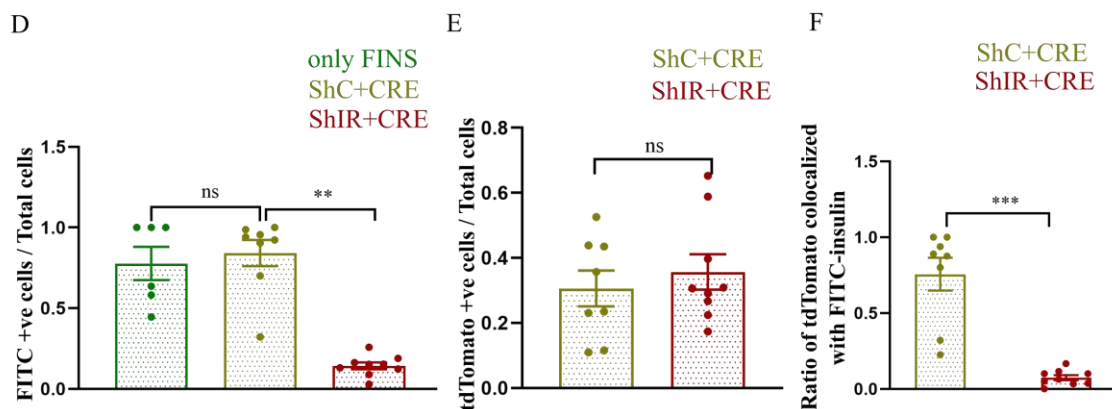 D
only FINS
ShC+CRE
ShIR+CRE
FITC +ve cells / Total cells
1.5
1.0
0.5
0.0
ns
**
E
ShC+CRE
ShIR+CRE
tdTomato +ve cells / Total cells
0.8
0.6
0.4
0.2
0.0
ns
F
ShC+CRE
ShIR+CRE
Ratio of tdTomato colocalized
with FITC-insulin
1.5
1.0
0.5
0.0
***